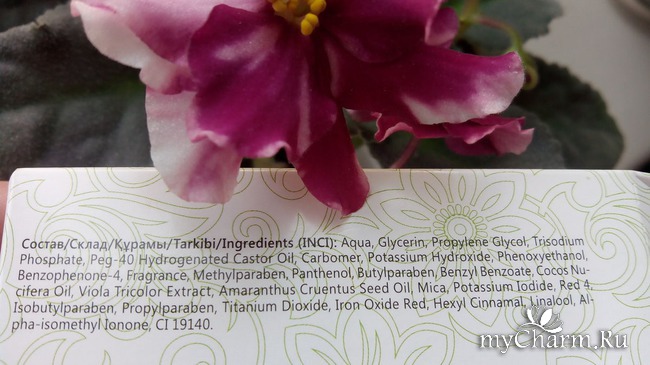 Состав/Склад/Құрамы/Tarkibi/Ingredients (INCI): Aqua, Glycerin, Propylene Glycol, Trisodium
Phosphate, Peg-40 Hydrogenated Castor Oil, Carbomer, Potassium Hydroxide, Phenoxyethanol,
Benzophenone-4, Fragrance, Methylparaben, Panthenol, Butylparaben, Benzyl Benzoate, Cocos Nu-
cifera Oil, Viola Tricolor Extract, Amaranthus Cruentus Seed Oil, Mica, Potassium Iodide, Red 4,
Isobutylparaben, Propylparaben, Titanium Dioxide, Iron Oxide Red, Hexyl Cinnamal, Linalool, Al-
pha-isomethyl Ionone, CI 19140.
myCharm.Ru